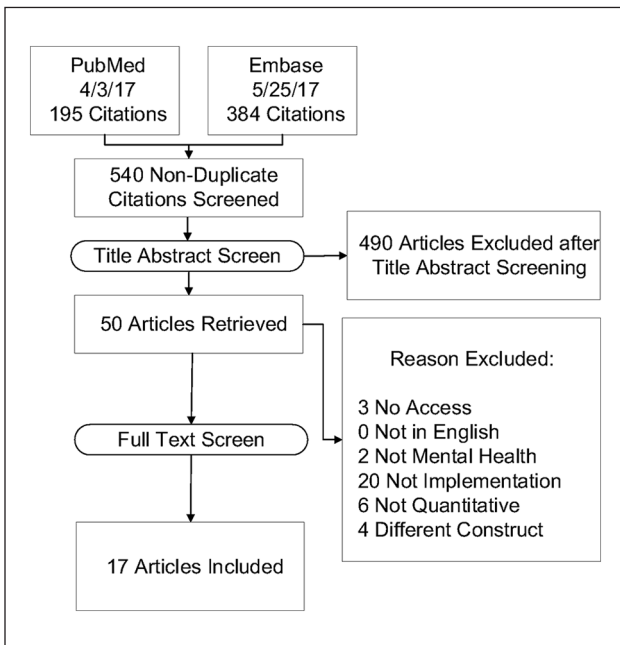 PubMed
4/3/17
195 Citations
Embase
5/25/17
384 Citations
540 Non-Duplicate
Citations Screened
Title Abstract Screen
490 Articles Excluded after
Title Abstract Screening
50 Articles Retrieved
Reason Excluded:
3 No Access
0 Not in English
2 Not Mental Health
20 Not Implementation
6 Not Quantitative
4 Different Construct
Full Text Screen
17 Articles Included